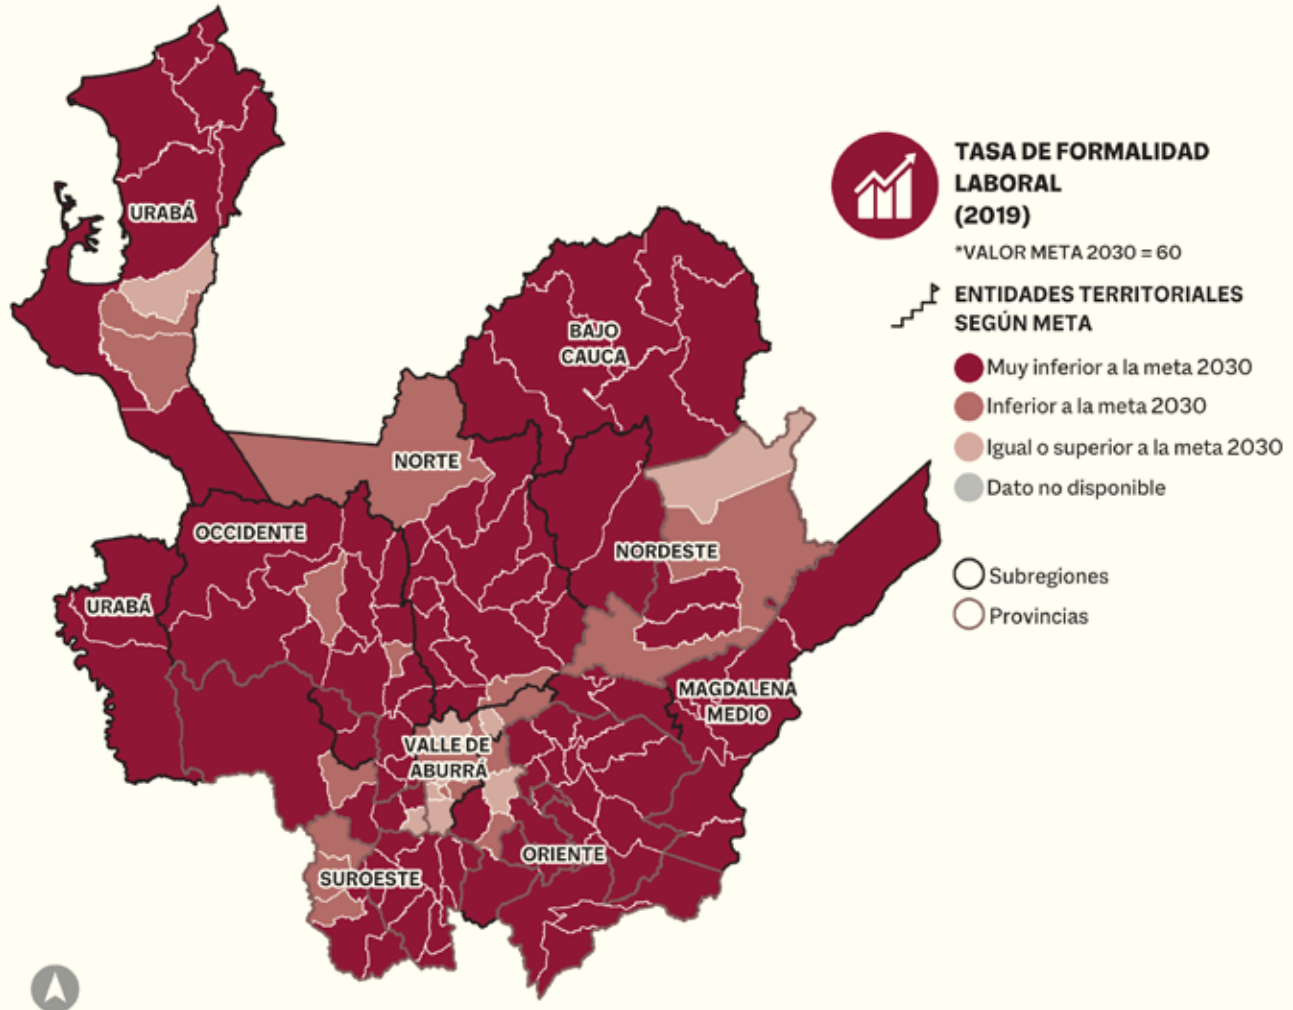 TASA DE FORMALIDAD
LABORAL
(2019)
*VALOR META 2030 = 60
ENTIDADES TERRITORIALES
SEGÚN META
Muy inferior a la meta 2030
Inferior a la meta 2030
Igual o superior a la meta 2030
Dato no disponible
Subregiones
Provincias
URABÁ
BAJO
CAUCA
NORTE
OCCIDENTE
NORDESTE
URABÁ
MAGDALENA
MEDIO
VALLE DE
ABURRÁ
ORIENTE
SUROESTE